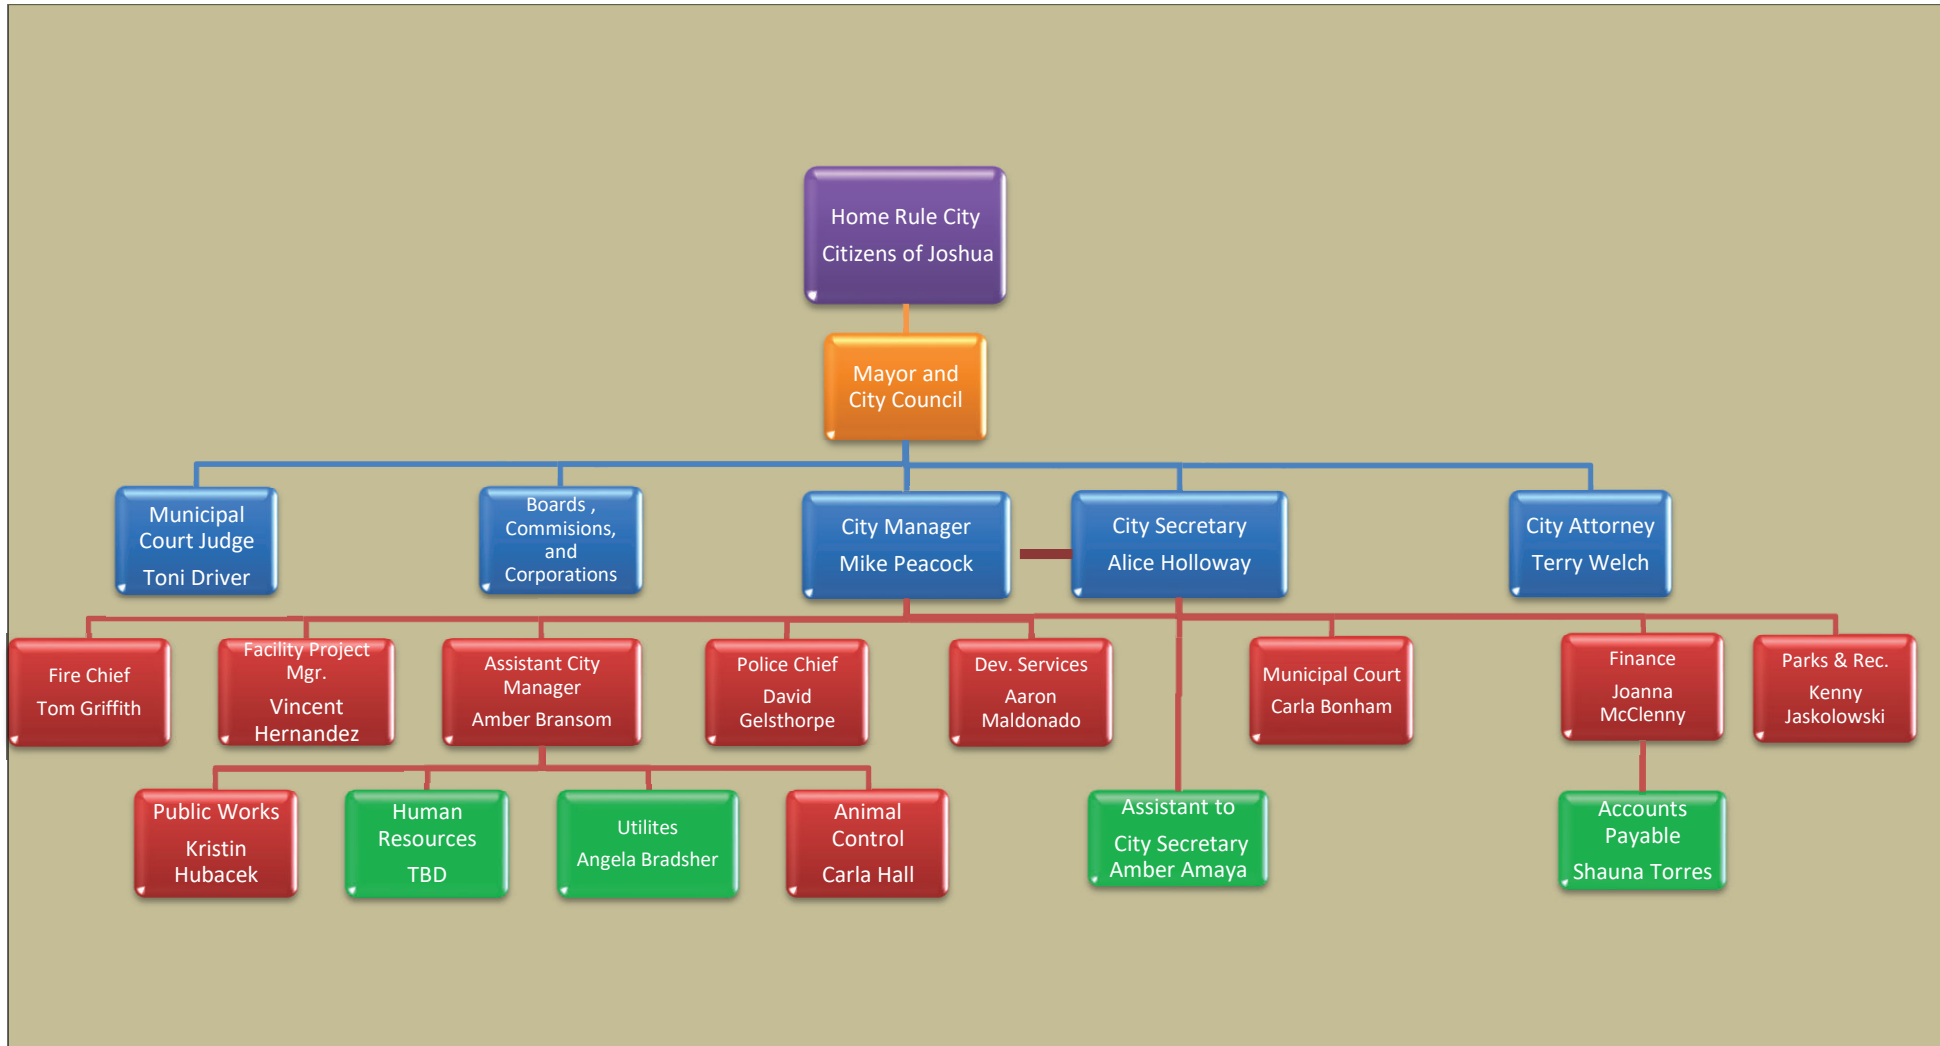 Home Rule City
Citizens of Joshua
Mayor and
City Council
Municipal
Court Judge
Toni Driver
Boards ,
Commisions,
and
Corporations
City Manager
Mike Peacock
City Secretary
Alice Holloway
City Attorney
Terry Welch
Fire Chief
Tom Griffith
Facility Project
Mgr.
Vincent
Hernandez
Assistant City
Manager
Amber Bransom
Police Chief
David
Gelsthorpe
Dev. Services
Aaron
Maldonado
Municipal Court
Carla Bonham
Finance
Joanna
McClenny
Parks & Rec.
Kenny
Jaskolowski
Public Works
Kristin
Hubacek
Human
Resources
TBD
Utilites
Angela Bradsher
Animal
Control
Carla Hall
Assistant to
City Secretary
Amber Amaya
Accounts
Payable
Shauna Torres